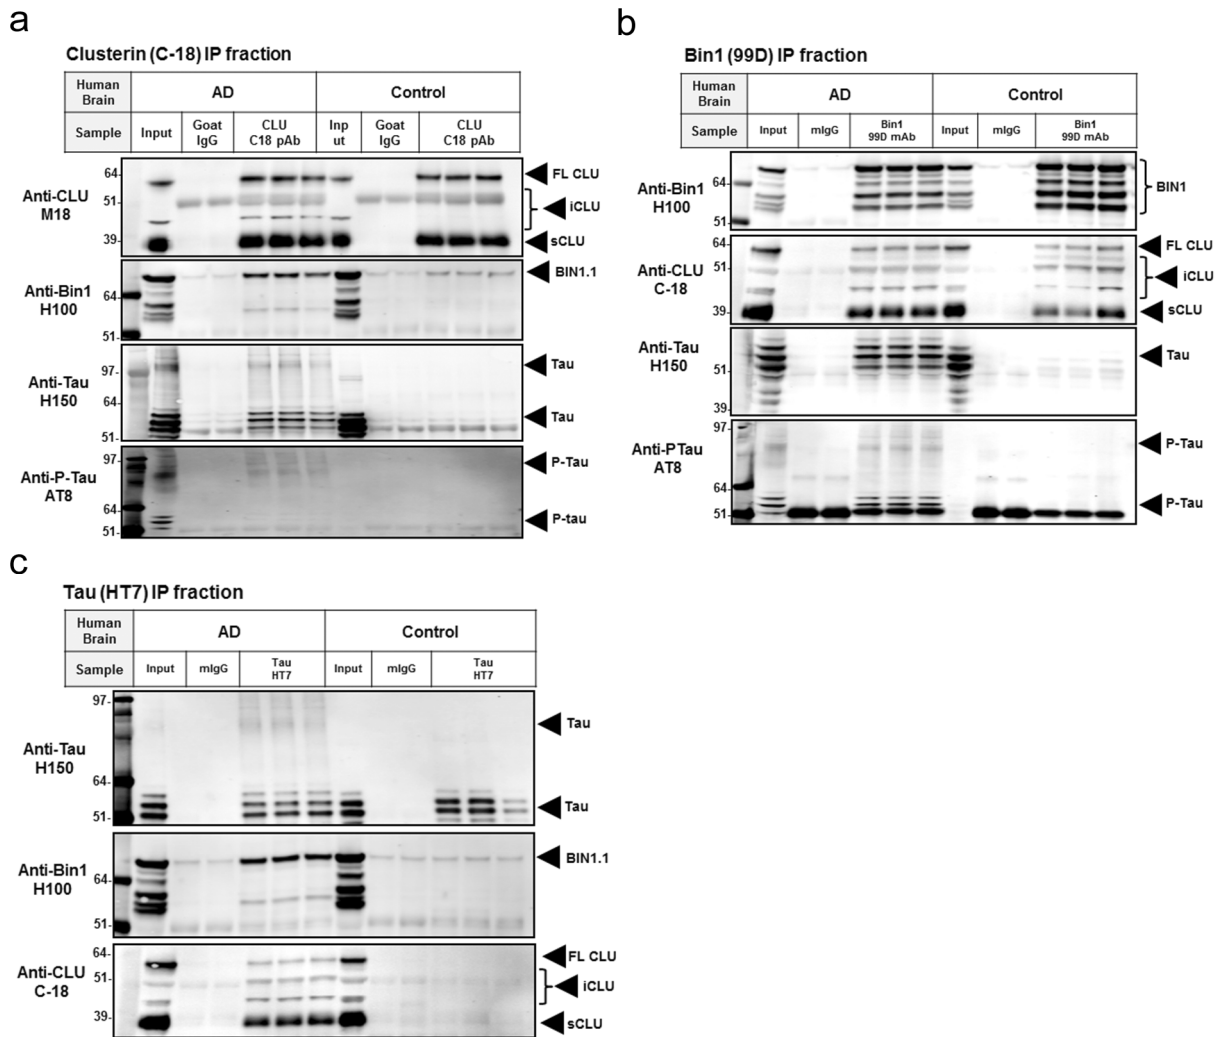 a
Clusterin (C-18) IP fraction
Human Brain
AD
Control
Sample
Input
Goat IgG
CLU C18 pAb
Inp ut
Goat IgG
CLU C18 pAb
Anti-CLU M18
64-
51-
39-
FL CLU
iCLU
sCLU
Anti-Bin1 H100
64-
51-
BIN1.1
Anti-Tau H150
97-
64-
51-
Tau
Tau
Anti-P-Tau AT8
97-
64-
51-
P-Tau
P-tau
b
Bin1 (99D) IP fraction
Human Brain
AD
Control
Sample
Input
mIgG
Bin1 99D mAb
Input
mIgG
Bin1 99D mAb
Anti-Bin1 H100
64-
51-
BIN1
Anti-CLU C-18
64-
51-
39-
FL CLU
iCLU
sCLU
Anti-Tau H150
51-
39-
Tau
Anti-PTau AT8
97-
64-
51-
P-Tau
P-Tau
c
Tau (HT7) IP fraction
Human Brain
AD
Control
Sample
Input
mIgG
Tau HT7
Input
mIgG
Tau HT7
Anti-Tau H150
97-
64-
51-
Tau
Tau
Anti-Bin1 H100
64-
51-
BIN1.1
Anti-CLU C-18
64-
51-
39-
FL CLU
iCLU
sCLU